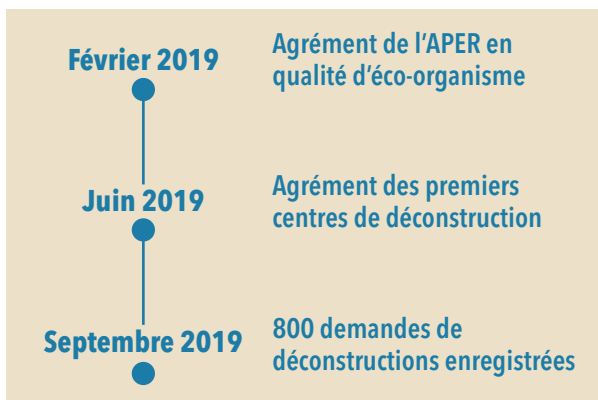 Février 2019
Agrément de l'APER en
qualité d'éco-organisme
Juin 2019
Agrément des premiers
centres de déconstruction
Septembre 2019
800 demandes de
déconstructions enregistrées